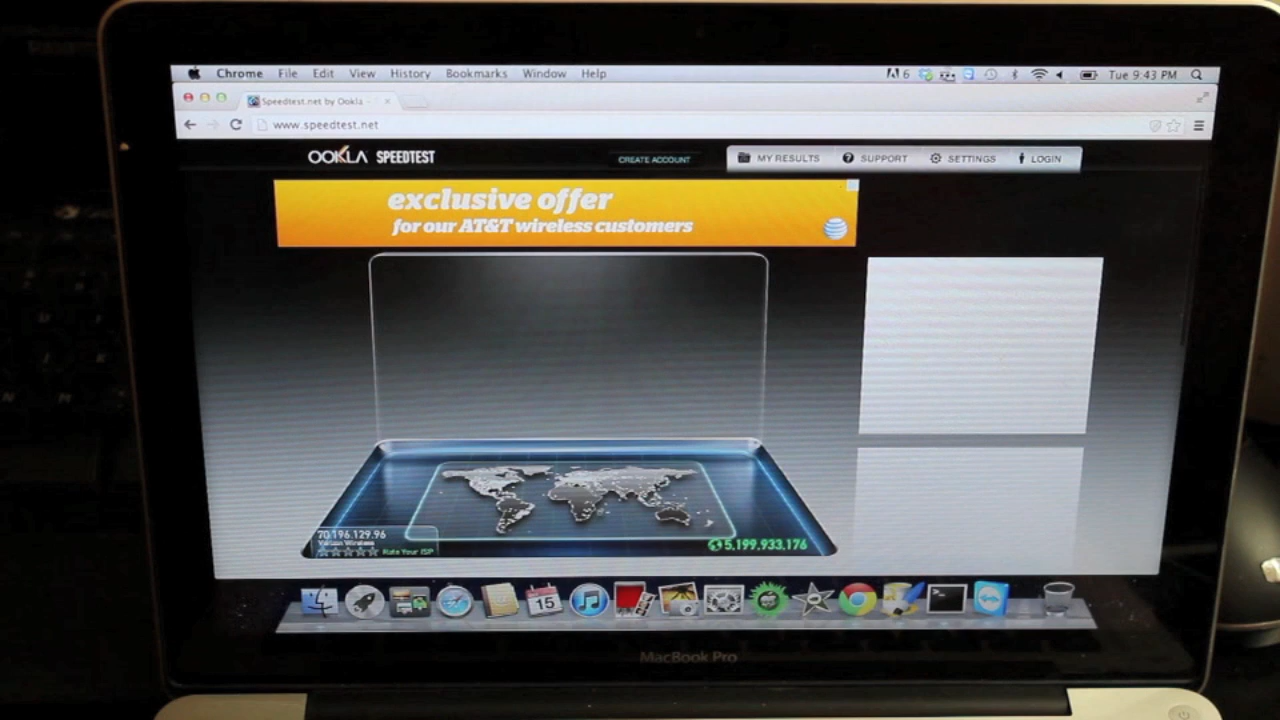 Chrome File Edit View History Bookmarks Window Help 6 Tue 9:43 PM
Speedtest.net by Ookla -
www.speedtest.net
OOKLA SPEEDTEST CREATE ACCOUNT MY RESULTS SUPPORT SETTINGS LOGIN
exclusive offer
for our AT&T wireless customers
70.196.129.96
Verizon Wireless
Rate Your ISP
5,199,933,176
15
MacBook Pro